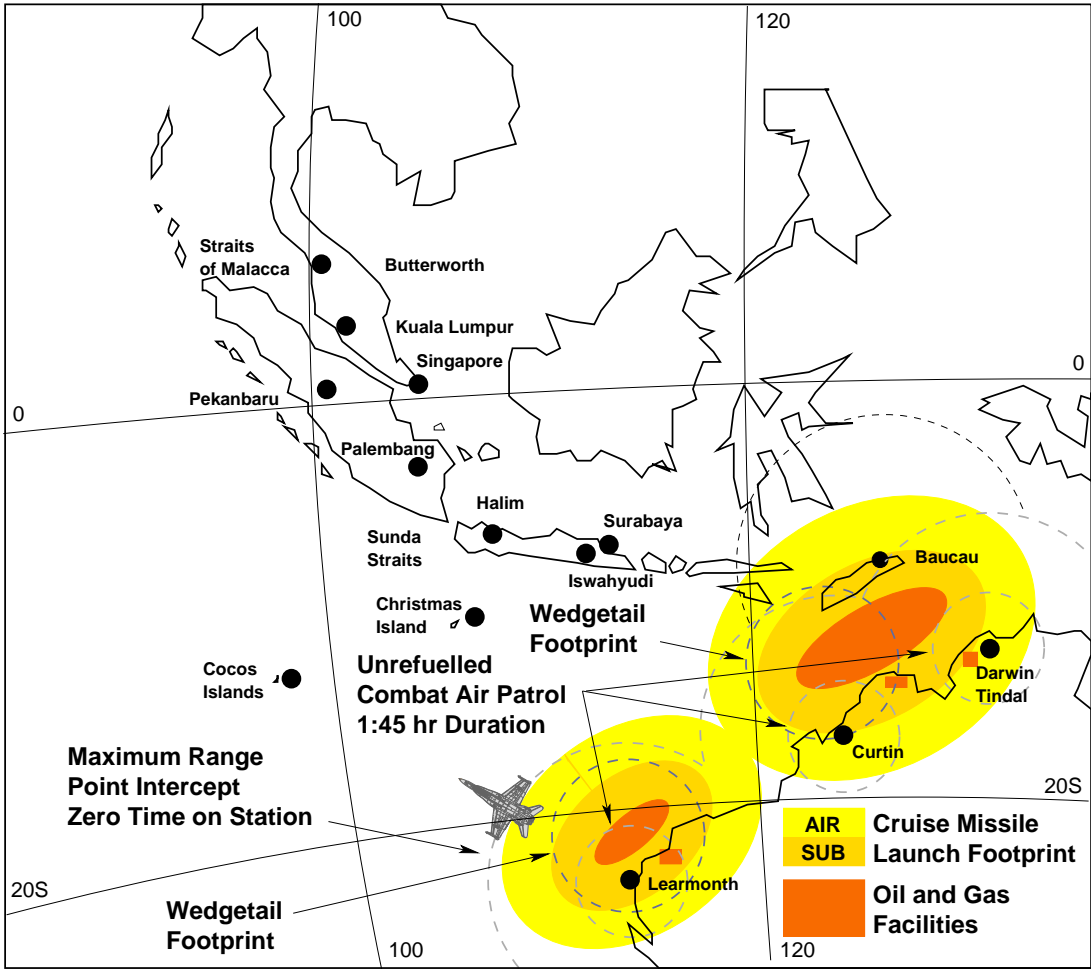 100
120
Straits
of Malacca
Butterworth
Kuala Lumpur
Singapore
0
Pekanbaru
0
Palembang
Halim
Surabaya
Sunda
Straits
Iswahyudi
Baucau
Christmas
Island
Wedgetail
Footprint
Unrefuelled
Combat Air Patrol
1:45 hr Duration
Cocos
Islands
Darwin
Tindal
Curtin
Maximum Range
Point Intercept
Zero Time on Station
20S
AIR
SUB
Cruise Missile
Launch Footprint
20S
Learmonth
Oil and Gas
Facilities
Wedgetail
Footprint
100
120